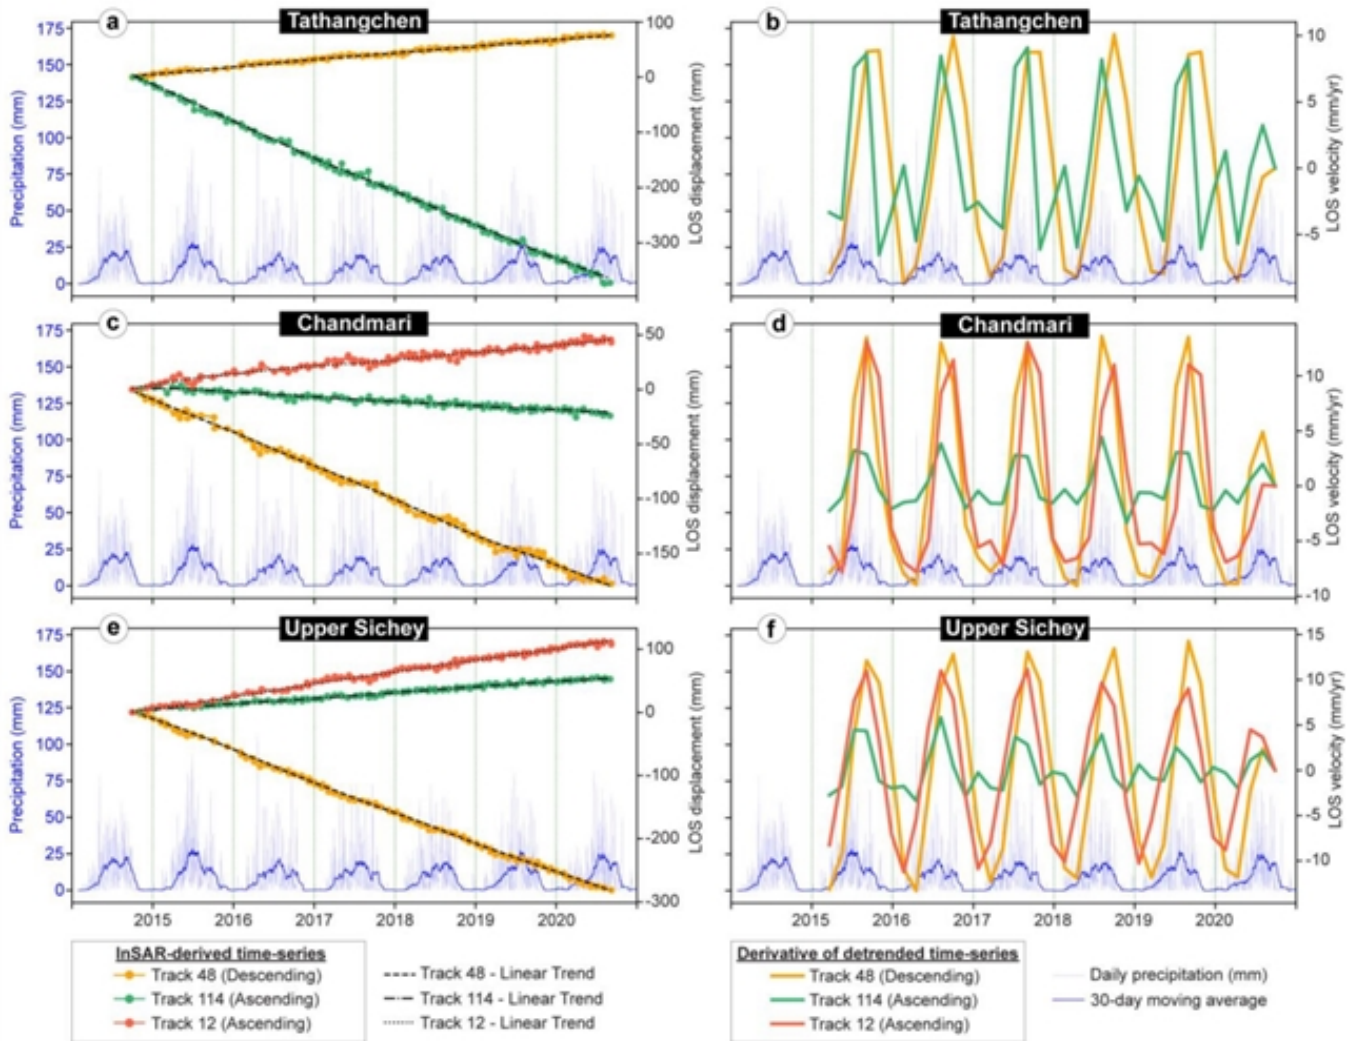 a
Tathangchen
b
Tathangchen
175
150
125
100
75
50
25
0
Precipitation (mm)
100
0
-100
-200
-300
LOS displacement (mm)
10
5
0
-5
LOS velocity (mm/yr)
c
Chandmari
d
Chandmari
175
150
125
100
75
50
25
0
Precipitation (mm)
50
0
-50
-100
-150
LOS displacement (mm)
10
5
0
-5
-10
LOS velocity (mm/yr)
e
Upper Sichey
f
Upper Sichey
175
150
125
100
75
50
25
0
Precipitation (mm)
100
0
-100
-200
-300
LOS displacement (mm)
15
10
5
0
-5
-10
LOS velocity (mm/yr)
2015 2016 2017 2018 2019 2020
2015 2016 2017 2018 2019 2020
InSAR-derived time-series
Track 48 (Descending)
Track 114 (Ascending)
Track 12 (Ascending)
Track 48 - Linear Trend
Track 114 - Linear Trend
Track 12 - Linear Trend
Derivative of detrended time-series
Track 48 (Descending)
Track 114 (Ascending)
Track 12 (Ascending)
Daily precipitation (mm)
30-day moving average